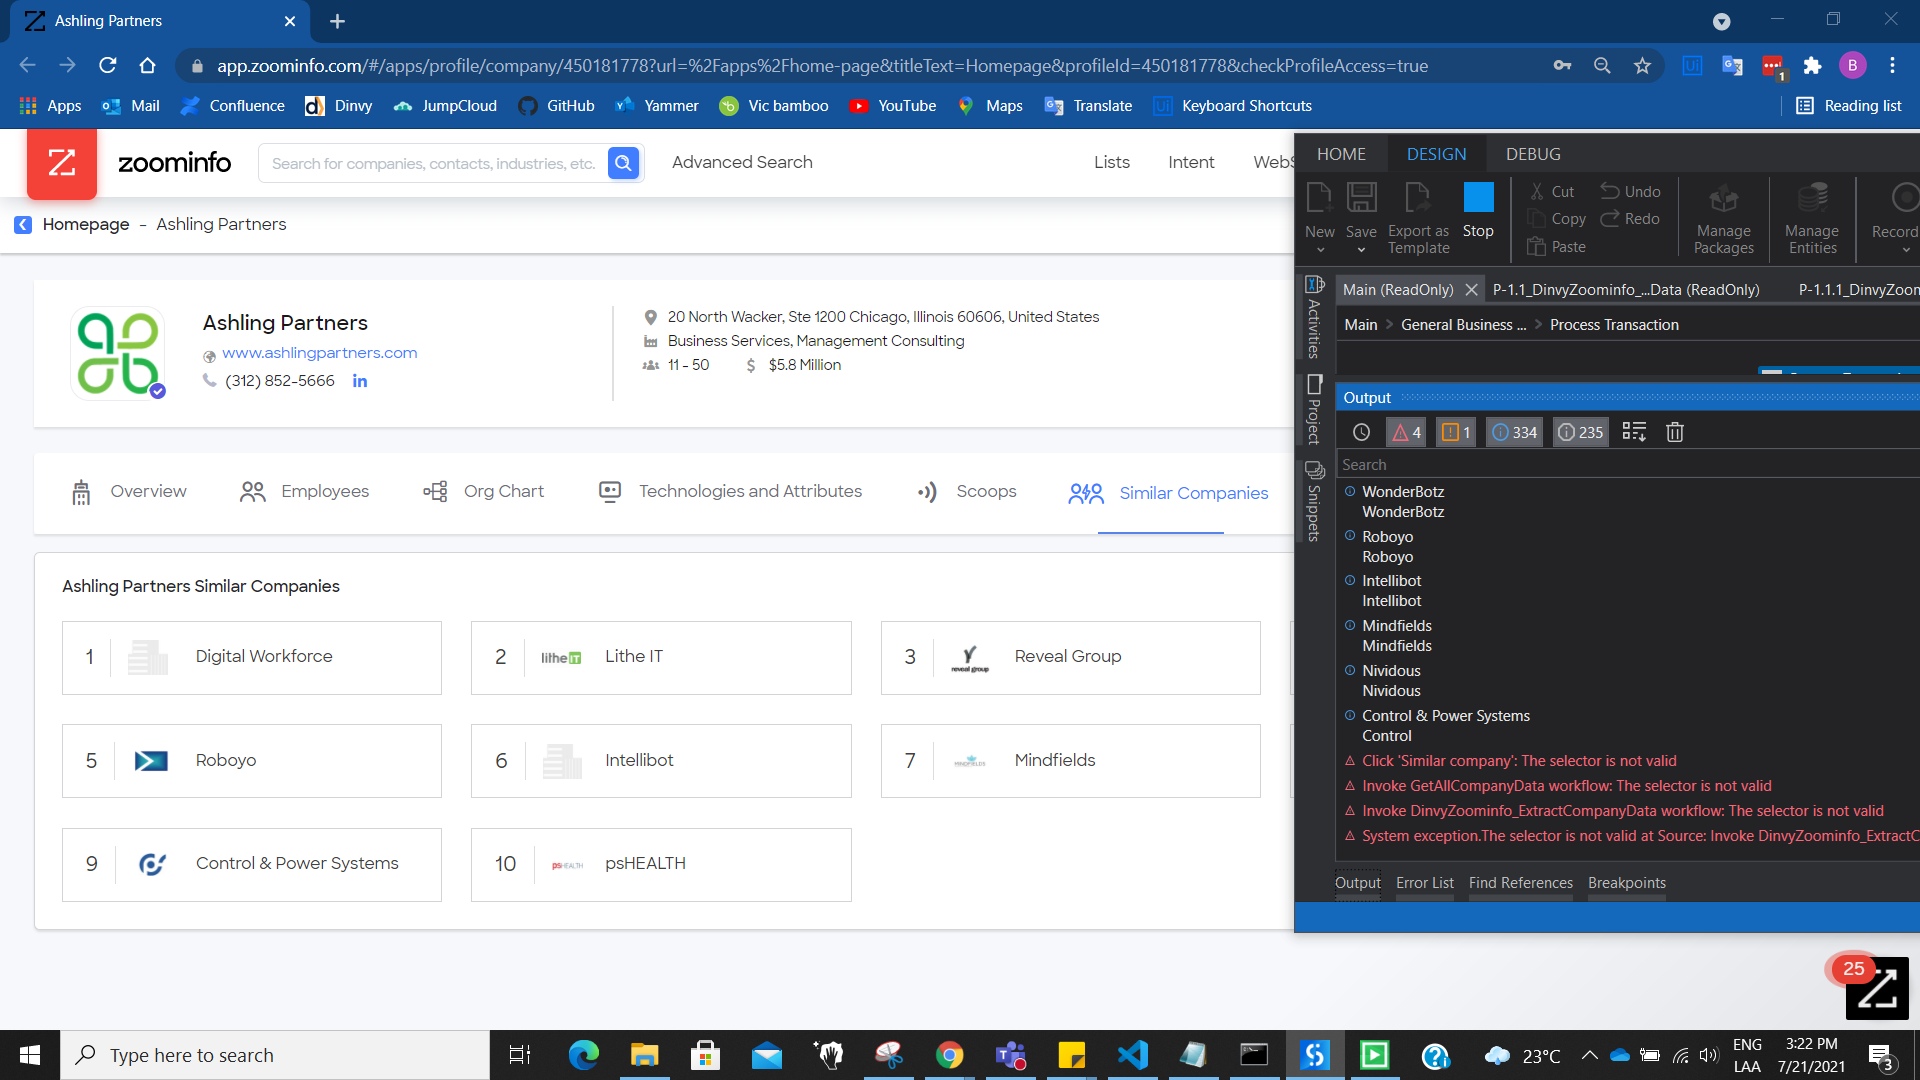 Ashling Partners
app.zoominfo.com/#/apps/profile/company/450181778?url=%2Fapps%2Fhome-page&titleText=Homepage&profileId=450181778&checkProfileAccess=true
1
B
Apps
Mail
Confluence
Dinvy
JumpCloud
GitHub
Yammer
Vic bamboo
YouTube
Maps
Translate
Keyboard Shortcuts
Reading list
zoominfo
Search for companies, contacts, industries, etc.
Advanced Search
Lists
Intent
WebS
Homepage - Ashling Partners
Ashling Partners
www.ashlingpartners.com
(312) 852-5666
20 North Wacker, Ste 1200 Chicago, Illinois 60606, United States
Business Services, Management Consulting
11 - 50
$ $5.8 Million
Overview
Employees
Org Chart
Technologies and Attributes
Scoops
Similar Companies
Ashling Partners Similar Companies
1 Digital Workforce
2 litheIT Lithe IT
3 reveal group Reveal Group
5 Roboyo
6 Intellibot
7 MINDFIELDS Mindfields
9 Control & Power Systems
10 psHEALTH psHEALTH
HOME
DESIGN
DEBUG
New
Save
Export as Template
Stop
Cut
Copy
Paste
Undo
Redo
Manage Packages
Manage Entities
Record
Activities
Project
Snippets
Main (ReadOnly)
P-1.1_DinvyZoominfo_...Data (ReadOnly)
P-1.1.1_DinvyZoon
Main > General Business ... > Process Transaction
Output
4
1
334
235
Search
WonderBotz
WonderBotz
Roboyo
Roboyo
Intellibot
Intellibot
Mindfields
Mindfields
Nividous
Nividous
Control & Power Systems
Control
Click 'Similar company': The selector is not valid
Invoke GetAllCompanyData workflow: The selector is not valid
Invoke DinvyZoominfo_ExtractCompanyData workflow: The selector is not valid
System exception.The selector is not valid at Source: Invoke DinvyZoominfo_ExtractC
Output
Error List
Find References
Breakpoints
25
Type here to search
23°C
ENG
LAA
3:22 PM
7/21/2021
3